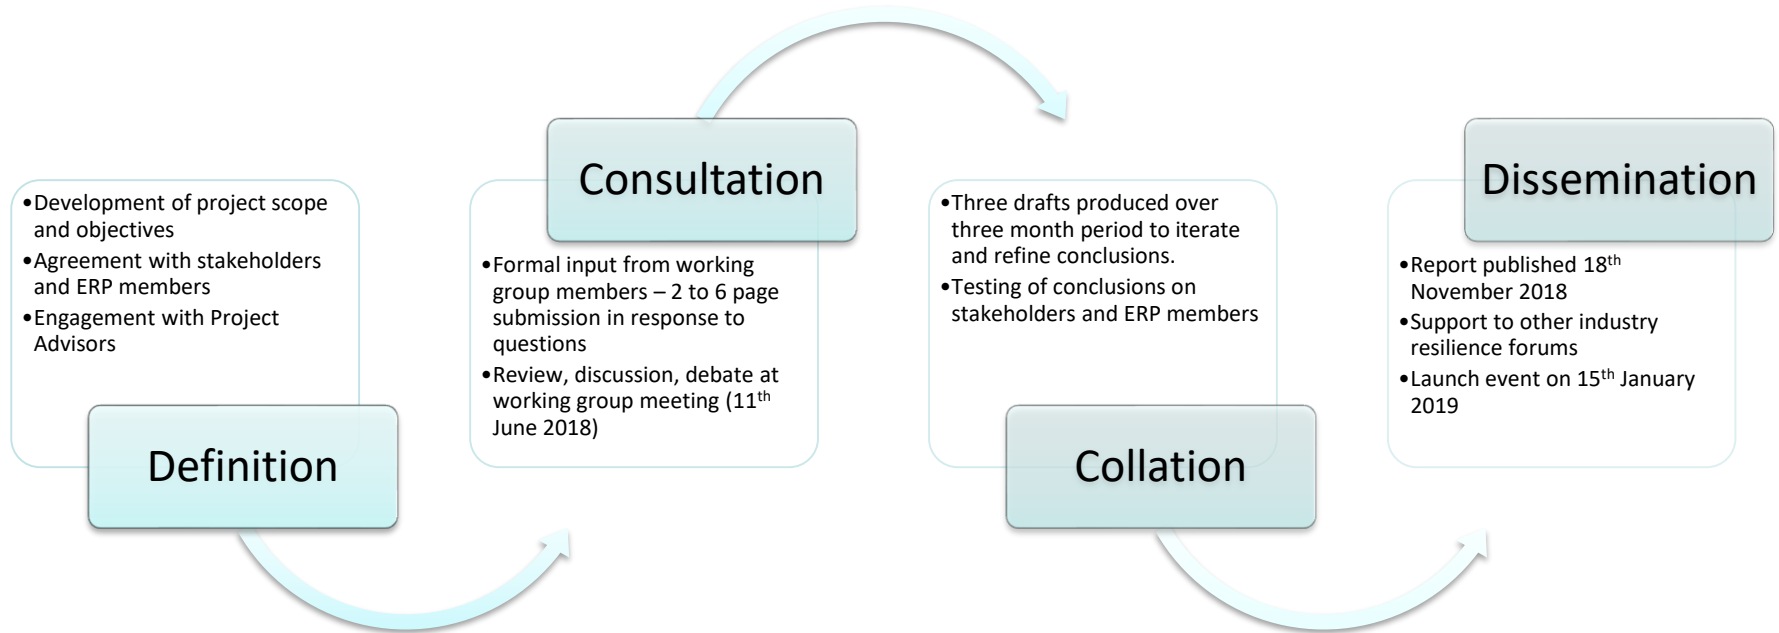 •Development of project scope
and objectives
•Agreement with stakeholders
and ERP members
•Engagement with Project
Advisors
Definition
Consultation
•Formal input from working
group members – 2 to 6 page
submission in response to
questions
•Review, discussion, debate at
working group meeting (11th
June 2018)
•Three drafts produced over
three month period to iterate
and refine conclusions.
•Testing of conclusions on
stakeholders and ERP members
Collation
Dissemination
•Report published 18th
November 2018
•Support to other industry
resilience forums
•Launch event on 15th January
2019